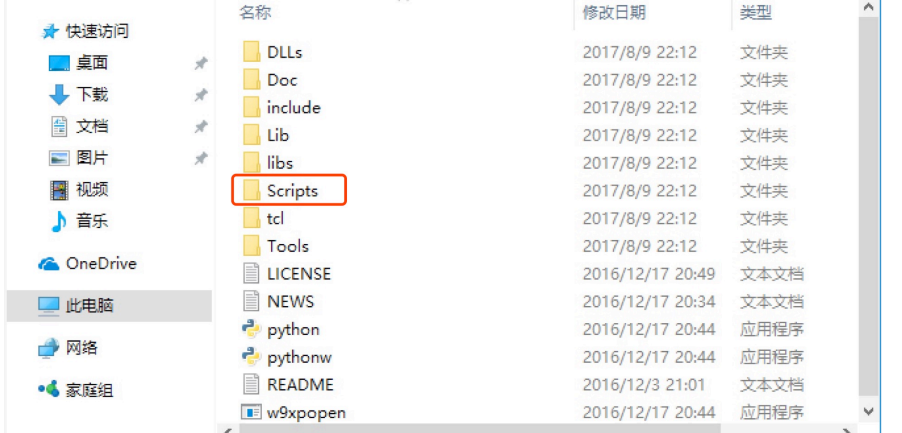 名称 修改日期 类型
快速访问
桌面
下载
文档
图片
视频
音乐
OneDrive
此电脑
网络
家庭组
DLLs 2017/8/9 22:12 文件夹
Doc 2017/8/9 22:12 文件夹
include 2017/8/9 22:12 文件夹
Lib 2017/8/9 22:12 文件夹
libs 2017/8/9 22:12 文件夹
Scripts 2017/8/9 22:12 文件夹
tcl 2017/8/9 22:12 文件夹
Tools 2017/8/9 22:12 文件夹
LICENSE 2016/12/17 20:49 文本文档
NEWS 2016/12/17 20:34 文本文档
python 2016/12/17 20:44 应用程序
pythonw 2016/12/17 20:44 应用程序
README 2016/12/3 21:01 文本文档
w9xpopen 2016/12/17 20:44 应用程序